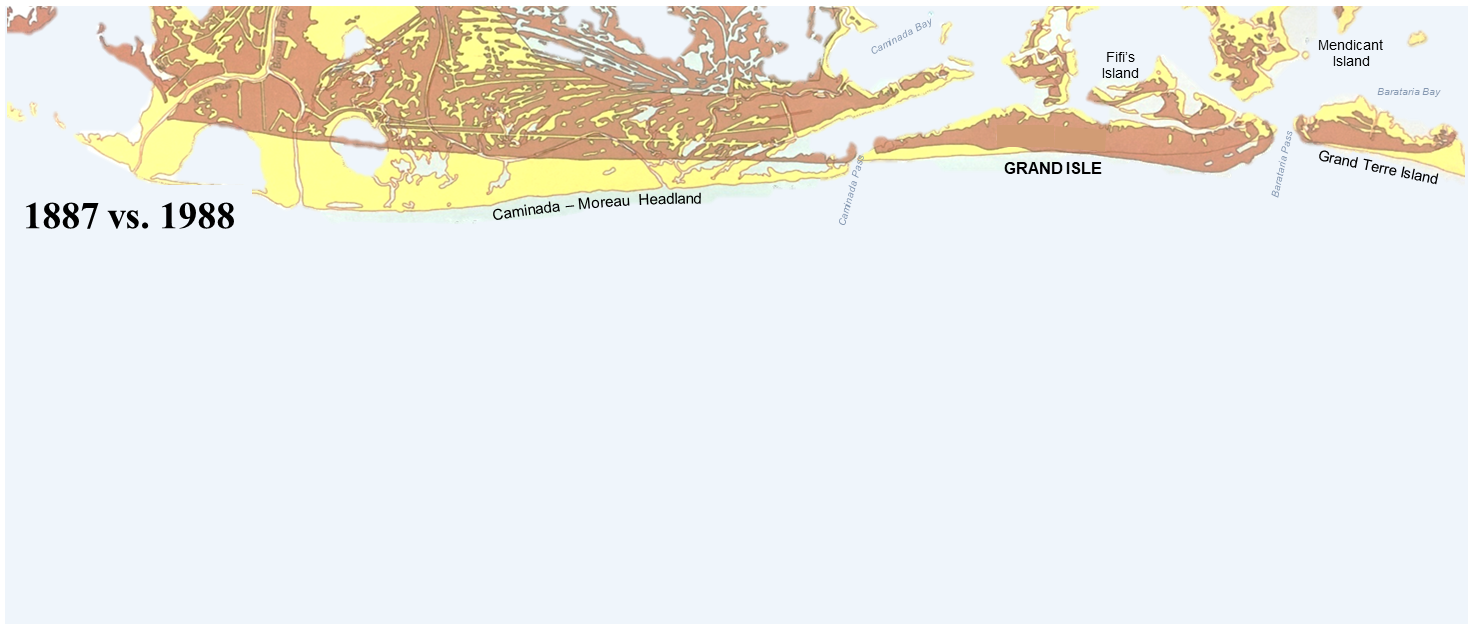 Caminada Bay
Fifi's
Island
Mendicant
Island
Barataria Bay
Barataria Pass
Grand Terre Island
GRAND ISLE
Caminada Pass
Caminada – Moreau Headland
1887 vs. 1988